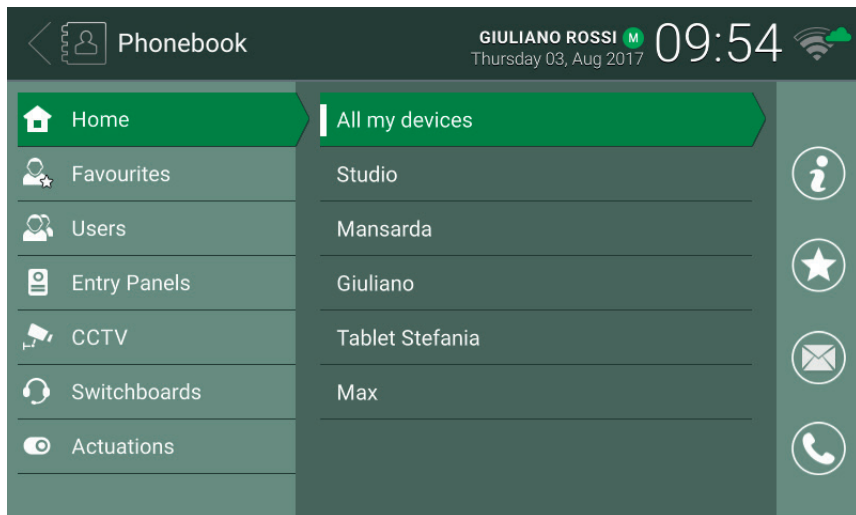 Phonebook
GIULIANO ROSSI M
Thursday 03, Aug 2017
09:54
Home
Favourites
Users
Entry Panels
CCTV
Switchboards
Actuations
All my devices
Studio
Mansarda
Giuliano
Tablet Stefania
Max
i